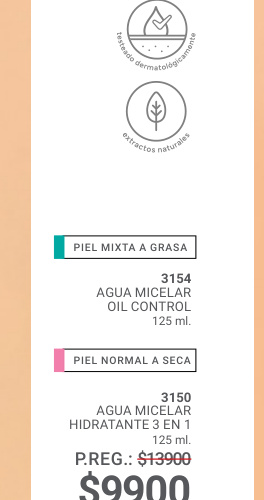 testeado dermatológicamente
extractos naturales
PIEL MIXTA A GRASA
3154
AGUA MICELAR
OIL CONTROL
125 ml.
PIEL NORMAL A SECA
3150
AGUA MICELAR
HIDRATANTE 3 EN 1
125 ml.
P.REG.: $13900
$9900